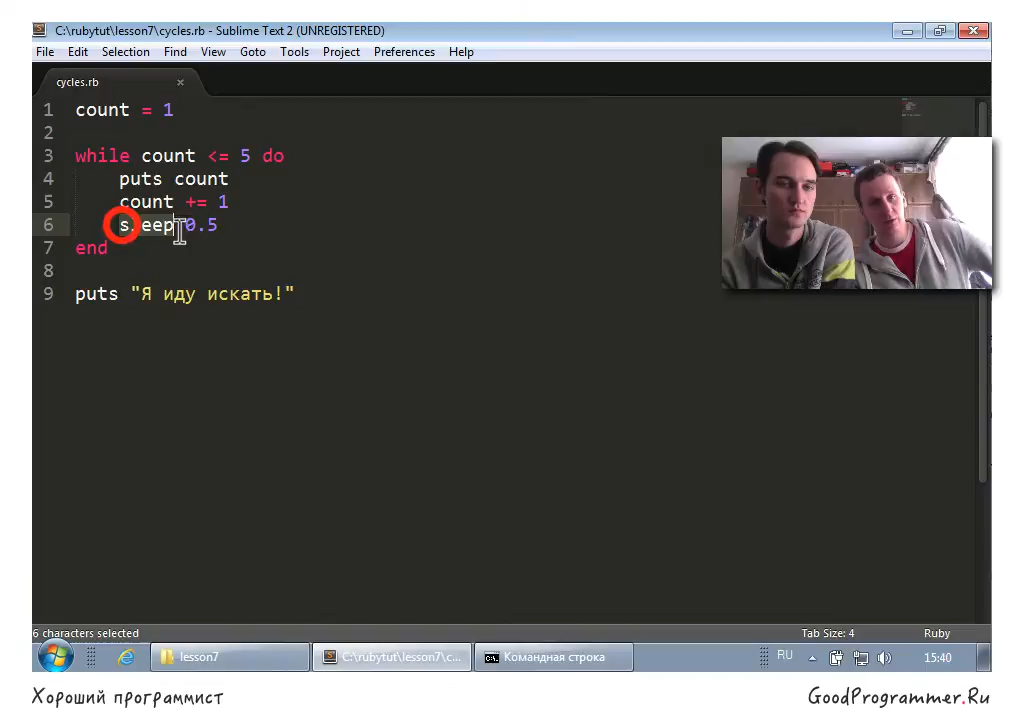 C:\rubytut\lesson7\cycles.rb - Sublime Text 2 (UNREGISTERED)
File Edit Selection Find View Goto Tools Project Preferences Help
cycles.rb
1 count = 1
2
3 while count <= 5 do
4 puts count
5 count += 1
6 sleep 0.5
7 end
8
9 puts "Я иду искать!"
6 characters selected Tab Size: 4 Ruby
lesson7 C:\rubytut\lesson7\c... Командная строка RU 15:40
Хороший программист GoodProgrammer.Ru